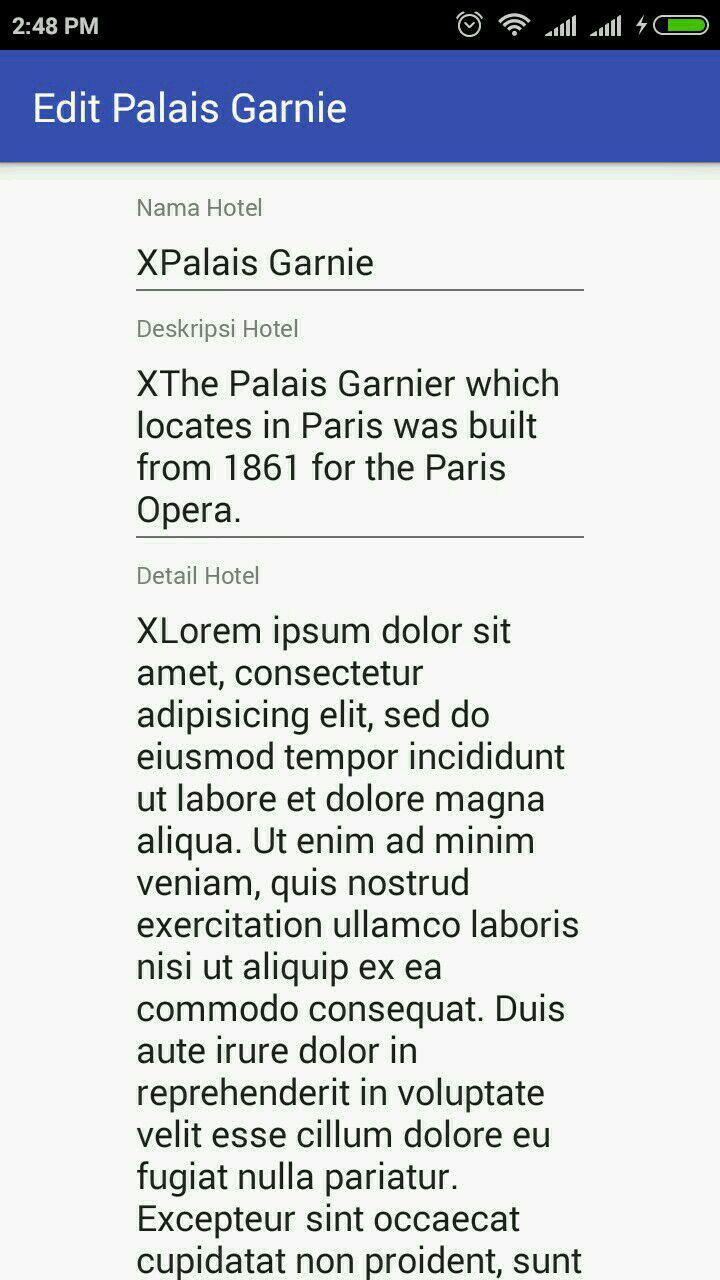 2:48 PM
Edit Palais Garnie
Nama Hotel
XPalais Garnie
Deskripsi Hotel
XThe Palais Garnier which
locates in Paris was built
from 1861 for the Paris
Opera.
Detail Hotel
XLorem ipsum dolor sit
amet, consectetur
adipisicing elit, sed do
eiusmod tempor incididunt
ut labore et dolore magna
aliqua. Ut enim ad minim
veniam, quis nostrud
exercitation ullamco laboris
nisi ut aliquip ex ea
commodo consequat. Duis
aute irure dolor in
reprehenderit in voluptate
velit esse cillum dolore eu
fugiat nulla pariatur.
Excepteur sint occaecat
cupidatat non proident, sunt